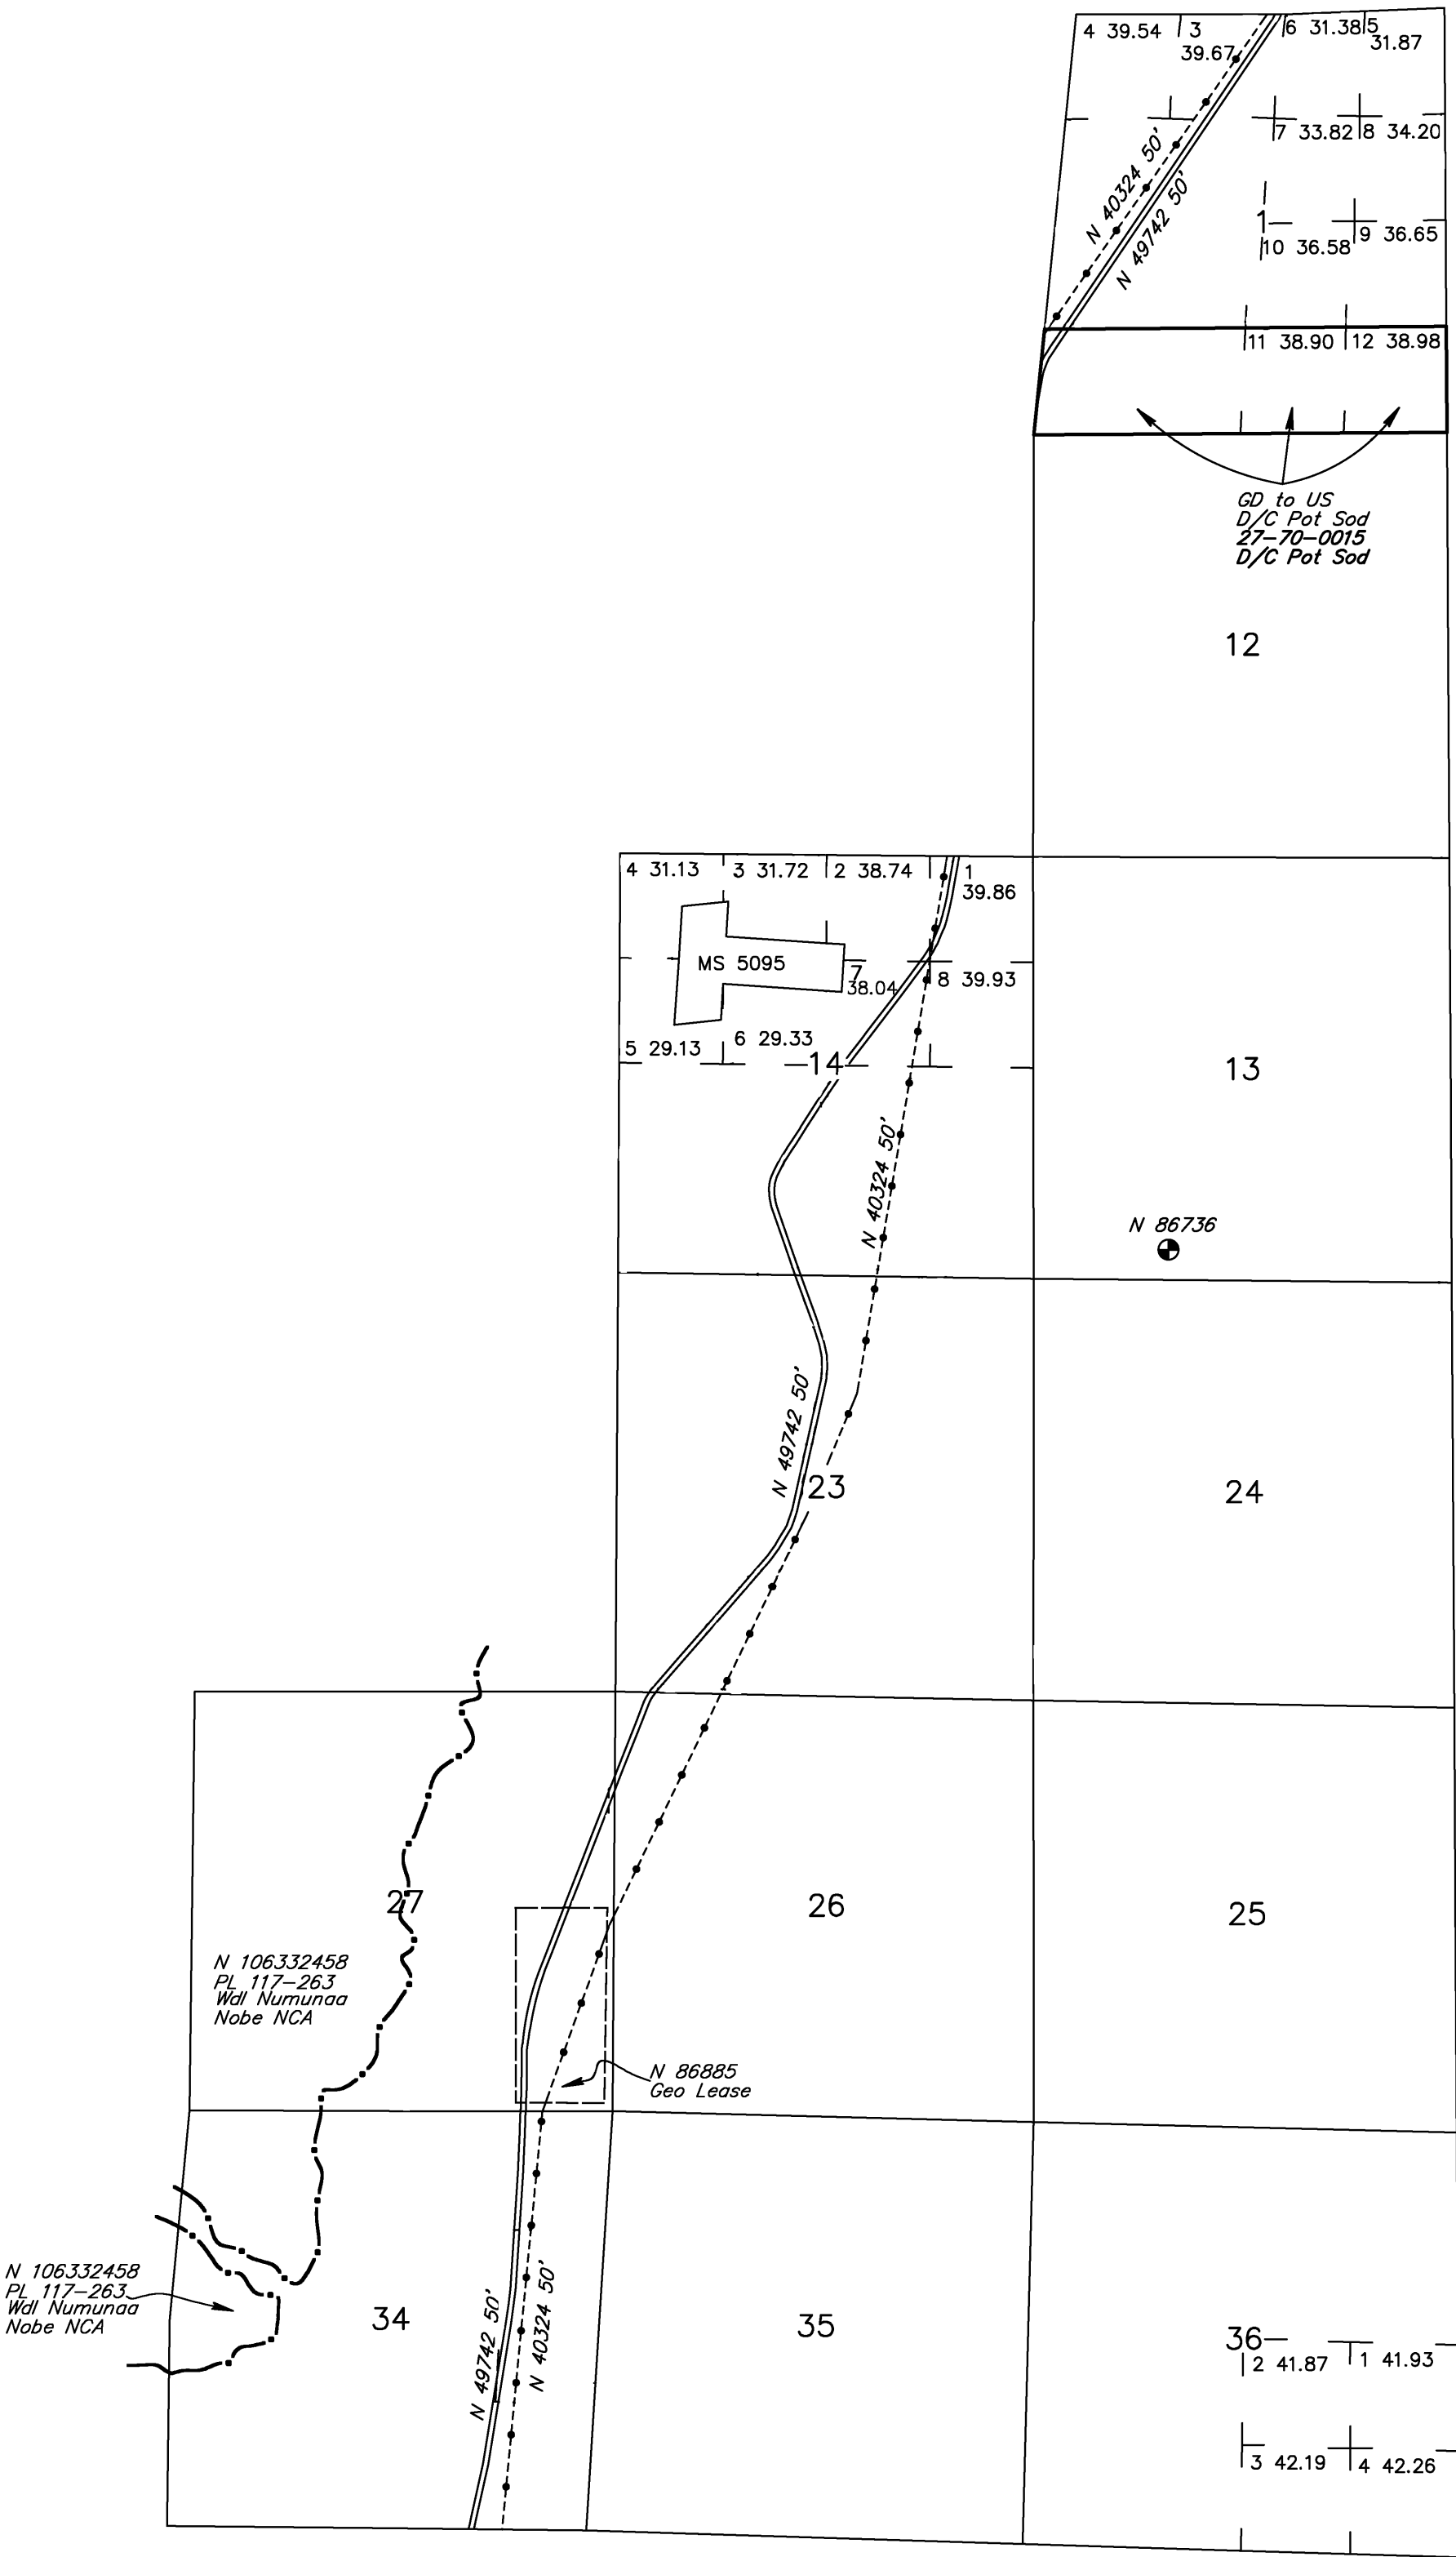 4 39.54
3
39.67
6 31.38
5
31.87
7 33.82
8 34.20
N 40324 50'
N 49742 50'
1
10 36.58
9 36.65
11 38.90
12 38.98
GD to US
D/C Pot Sod
27-70-0015
D/C Pot Sod
12
4 31.13
3 31.72
2 38.74
1
39.86
MS 5095
7
38.04
8 39.93
5 29.13
6 29.33
14
13
N 40324 50'
N 86736
N 49742 50'
23
24
27
26
25
N 106332458
PL 117-263
Wdl Numunaa
Nobe NCA
N 86885
Geo Lease
N 106332458
PL 117-263
Wdl Numunaa
Nobe NCA
34
N 49742 50'
N 40324 50'
35
36
2 41.87
1 41.93
3 42.19
4 42.26